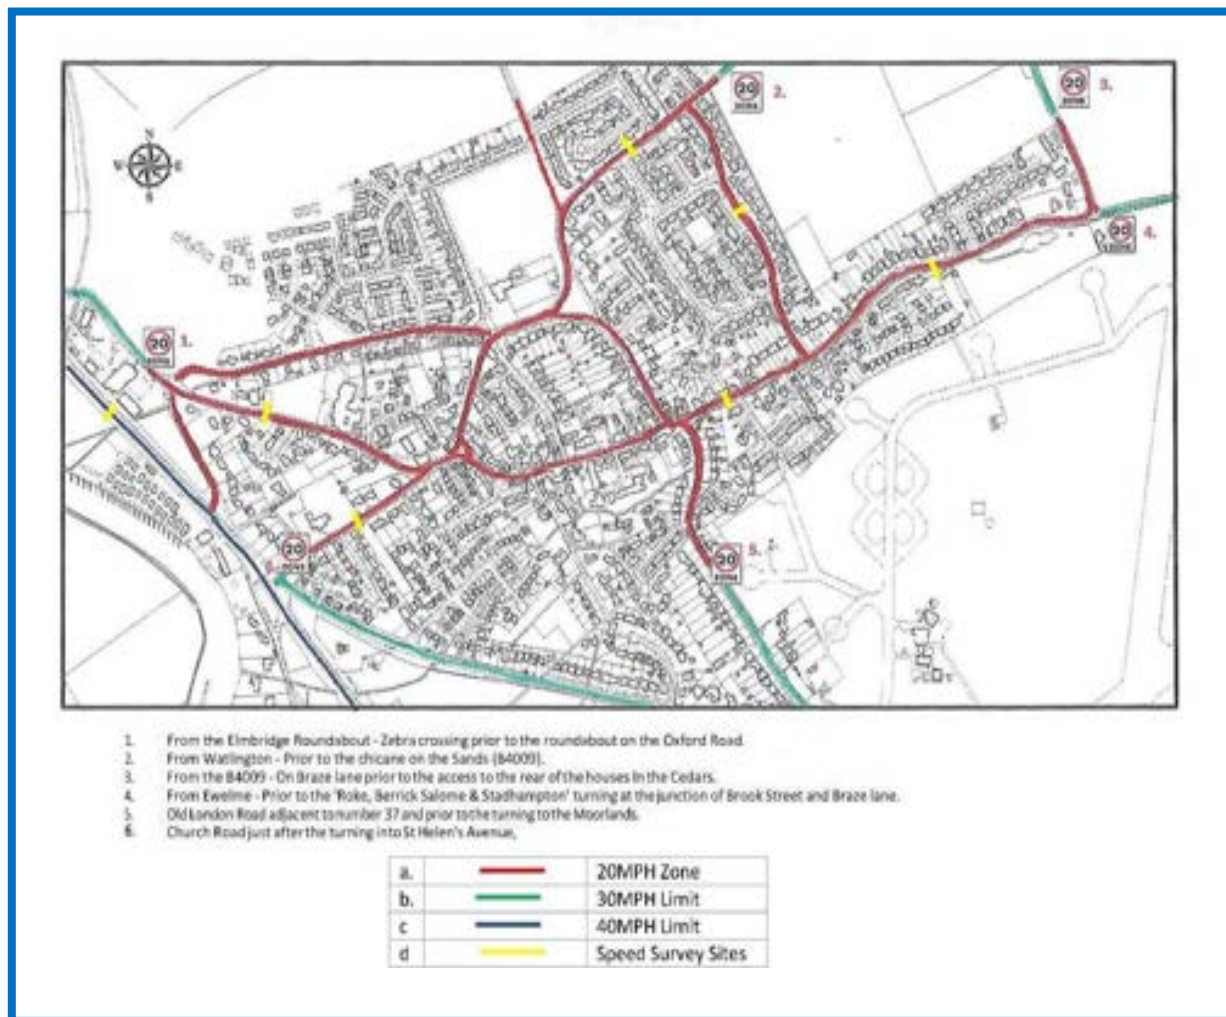 N
W
E
S
20
ZONE
2.
20
ZONE
3.
20
ZONE
4.
20
ZONE
1.
20
ZONE
5.
20
ZONE
6.
1. From the Elmbridge Roundabout - Zebra crossing prior to the roundabout on the Oxford Road.
2. From Watlington - Prior to the chicane on the Sands (B4009).
3. From the B4009 - On Braze lane prior to the access to the rear of the houses in the Cedars.
4. From Ewelme - Prior to the 'Roke, Berrick Salome & Stadhampton' turning at the junction of Brook Street and Braze lane.
5. Old London Road adjacent to number 37 and prior to the turning to the Moorlands.
6. Church Road just after the turning into St Helen's Avenue,
a. 20MPH Zone
b. 30MPH Limit
c 40MPH Limit
d Speed Survey Sites